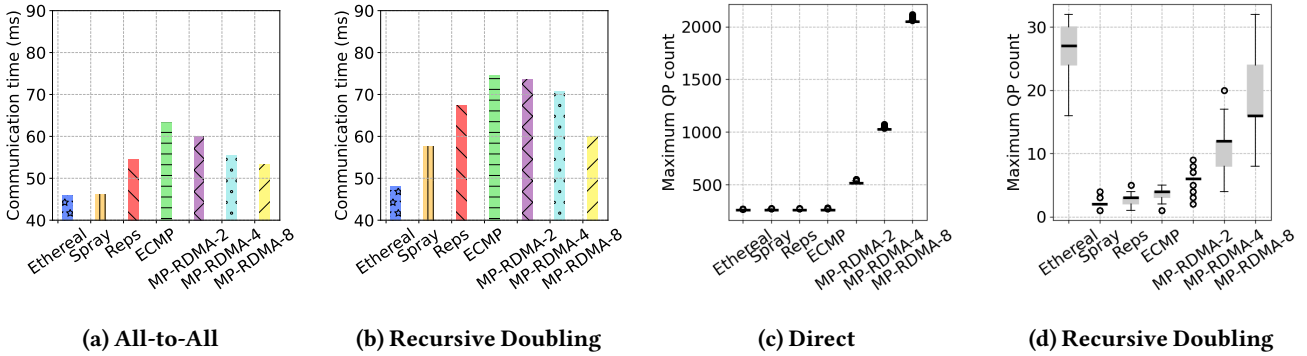 Communication time (ms)
90
80
70
60
50
40
Ethereal
Spray
Reps
ECMP
MP-RDMA-2
MP-RDMA-4
MP-RDMA-8
(a) All-to-All
Communication time (ms)
90
80
70
60
50
40
Ethereal
Spray
Reps
ECMP
MP-RDMA-2
MP-RDMA-4
MP-RDMA-8
(b) Recursive Doubling
Maximum QP count
2000
1500
1000
500
Ethereal
Spray
Reps
ECMP
MP-RDMA-2
MP-RDMA-4
MP-RDMA-8
(c) Direct
Maximum QP count
30
20
10
0
Ethereal
Spray
Reps
ECMP
MP-RDMA-2
MP-RDMA-4
MP-RDMA-8
(d) Recursive Doubling